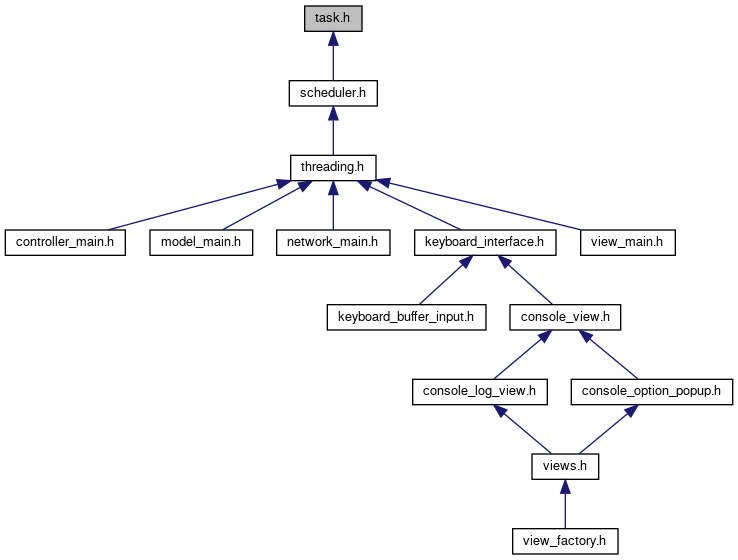 task.h
scheduler.h
threading.h
controller_main.h
model_main.h
network_main.h
keyboard_interface.h
view_main.h
keyboard_buffer_input.h
console_view.h
console_log_view.h
console_option_popup.h
views.h
view_factory.h